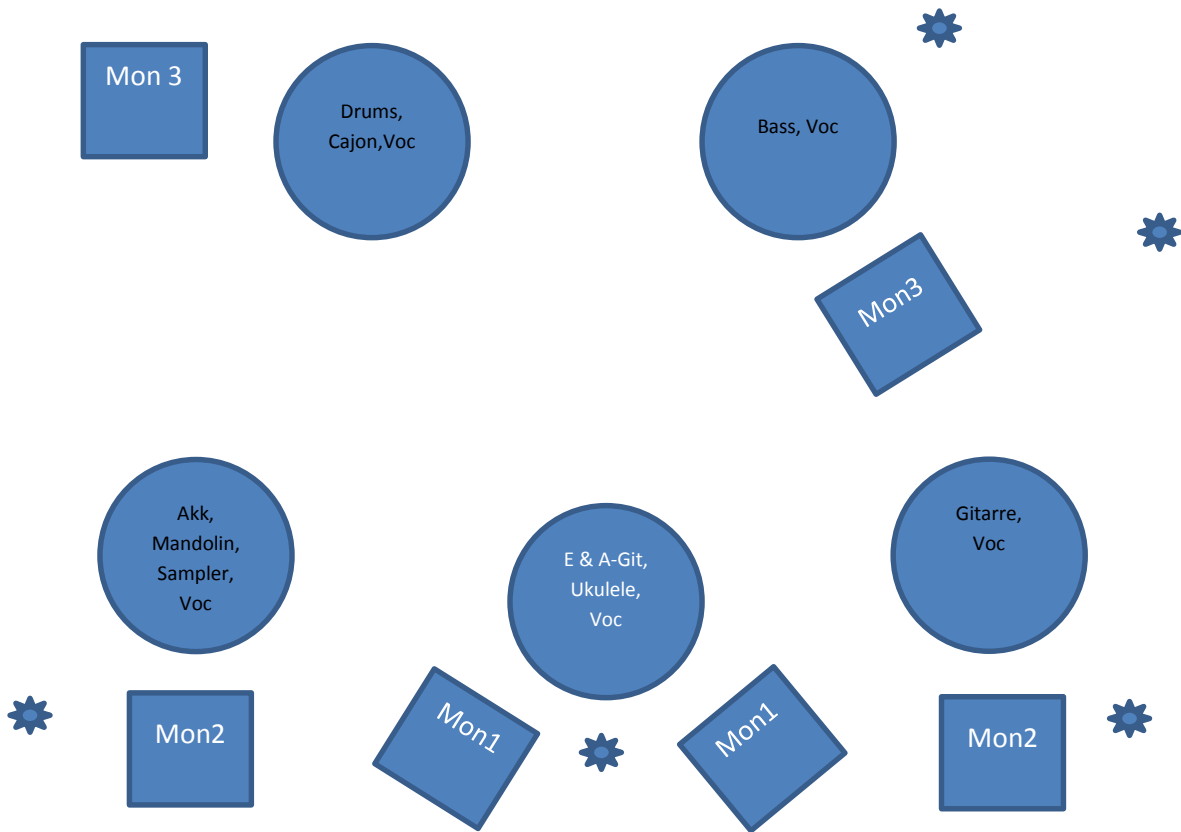 Mon 3
Drums,
Cajon,Voc
Bass, Voc
Mon3
Akk,
Mandolin,
Sampler,
Voc
E & A-Git,
Ukulele,
Voc
Gitarre,
Voc
Mon2
Mon1
Mon1
Mon2